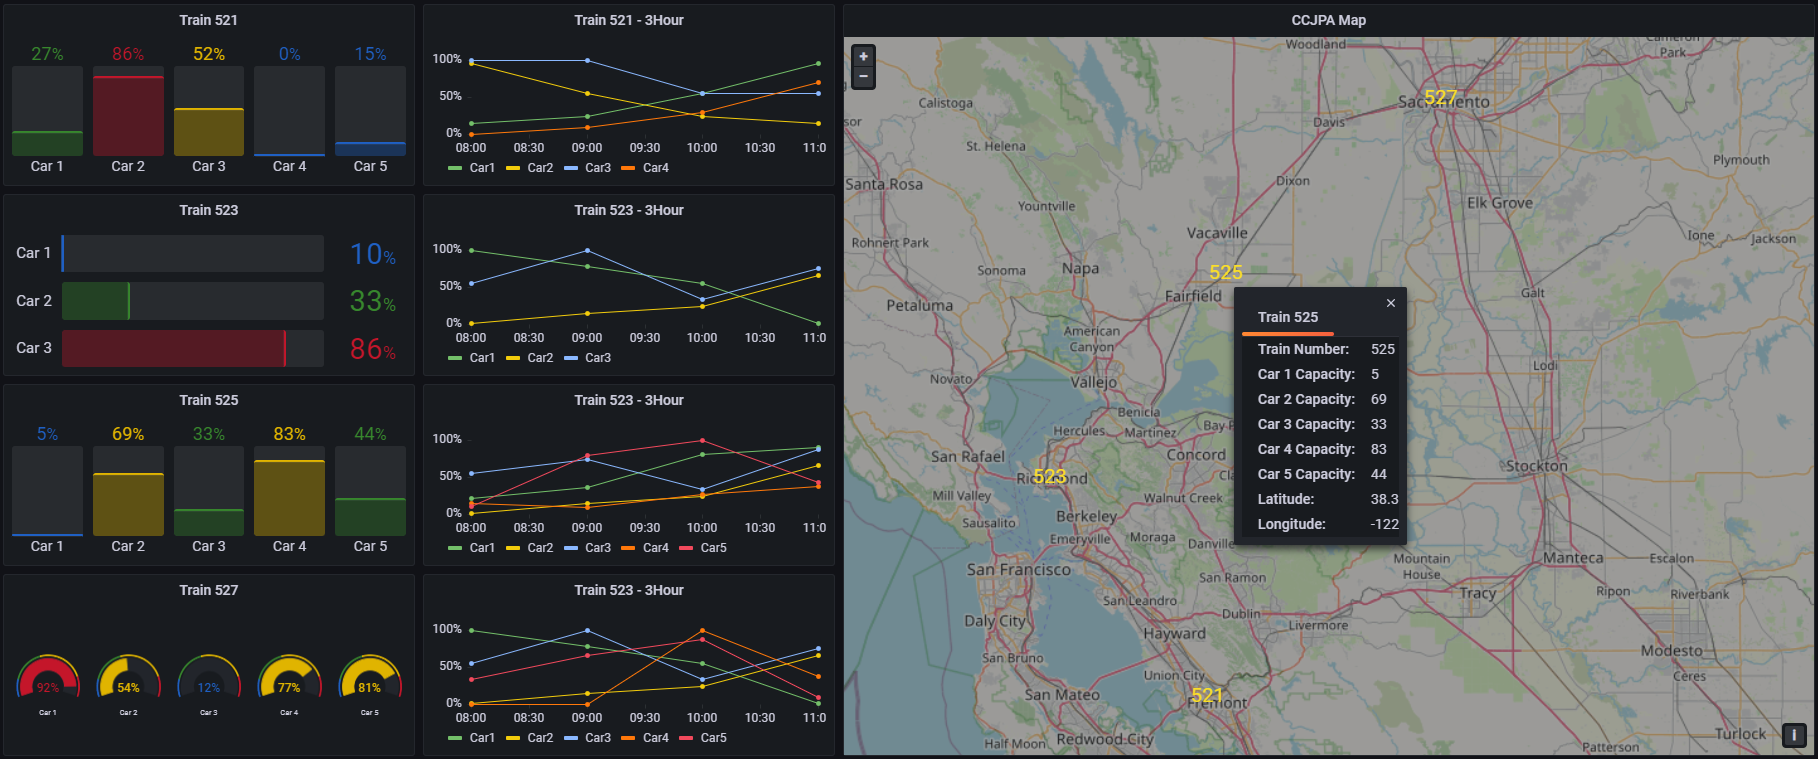 Train 521
27% 86% 52% 0% 15%
Car 1 Car 2 Car 3 Car 4 Car 5
Train 521 - 3Hour
100%
50%
0%
08:00 08:30 09:00 09:30 10:00 10:30 11:0
Car1 Car2 Car3 Car4
Train 523
Car 1 10%
Car 2 33%
Car 3 86%
Train 523 - 3Hour
100%
50%
0%
08:00 08:30 09:00 09:30 10:00 10:30 11:0
Car1 Car2 Car3
Train 525
5% 69% 33% 83% 44%
Car 1 Car 2 Car 3 Car 4 Car 5
Train 523 - 3Hour
100%
50%
0%
08:00 08:30 09:00 09:30 10:00 10:30 11:0
Car1 Car2 Car3 Car4 Car5
Train 527
92% 54% 12% 77% 81%
Car 1 Car 2 Car 3 Car 4 Car 5
Train 523 - 3Hour
100%
50%
0%
08:00 08:30 09:00 09:30 10:00 10:30 11:0
Car1 Car2 Car3 Car4 Car5
CCJPA Map
+
−
Woodland
Cameron
Park
527
Sacramento
Calistoga
Davis
sor
St. Helena
Plymouth
Santa Rosa
Dixon
Yountville
Elk Grove
Vacaville
Rohnert Park
Ione
Jackson
Sonoma
Napa
525
Petaluma
Fairfield
Galt
American
Canyon
Lodi
Novato
Vallejo
Benicia
Hercules
Martinez
Bay P
San Rafael
Concord
Stockton
523
Richmond
Cla
Mill Valley
Walnut Creek
Sausalito
Berkeley
Emeryville
Moraga
Danville
Mountain
House
Manteca
Escalon
San Francisco
San Ramon
Tracy
Ripon
Riverbank
San Leandro
Daly City
Dublin
Livermore
Hayward
San Bruno
Modesto
Union City
Ceres
San Mateo
521
Fremont
Half Moon
Redwood City
Patterson
Turlock
i
×
Train 525
Train Number: 525
Car 1 Capacity: 5
Car 2 Capacity: 69
Car 3 Capacity: 33
Car 4 Capacity: 83
Car 5 Capacity: 44
Latitude: 38.3
Longitude: -122